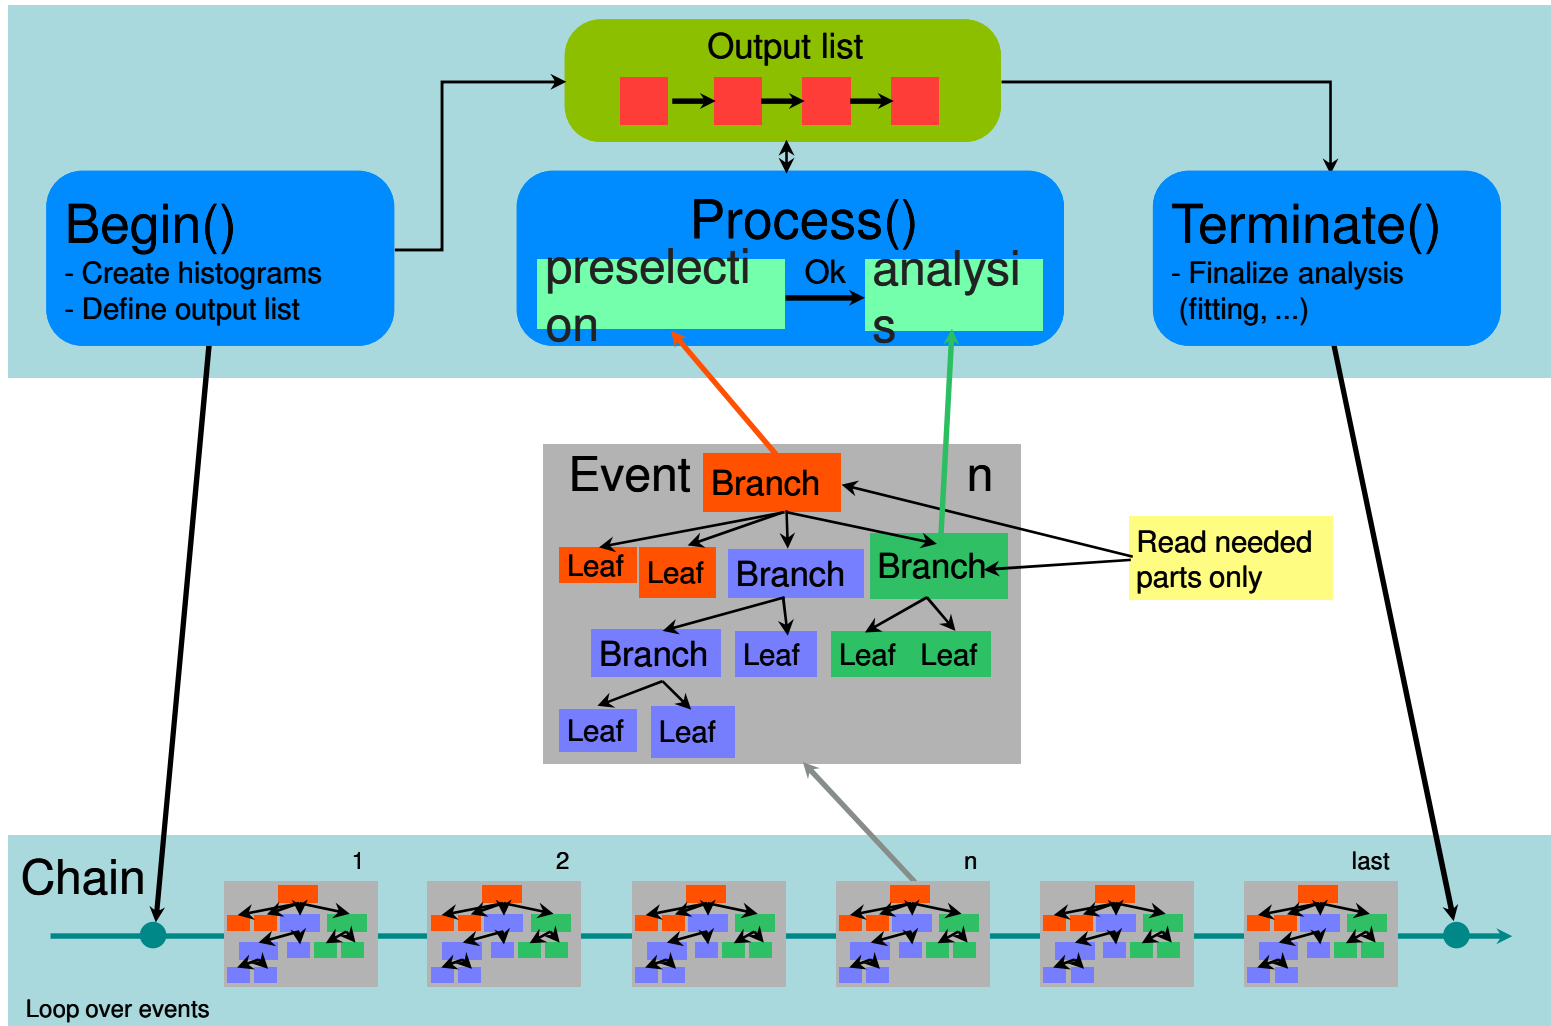 Output list
Begin()
- Create histograms
- Define output list
Process()
preselecti
on
Ok
analysi
s
Terminate()
- Finalize analysis
(fitting, ...)
Event
Branch
n
Leaf
Leaf
Branch
Branch
Read needed
parts only
Branch
Leaf
Leaf
Leaf
Leaf
Leaf
Chain
1
2
n
last
Loop over events